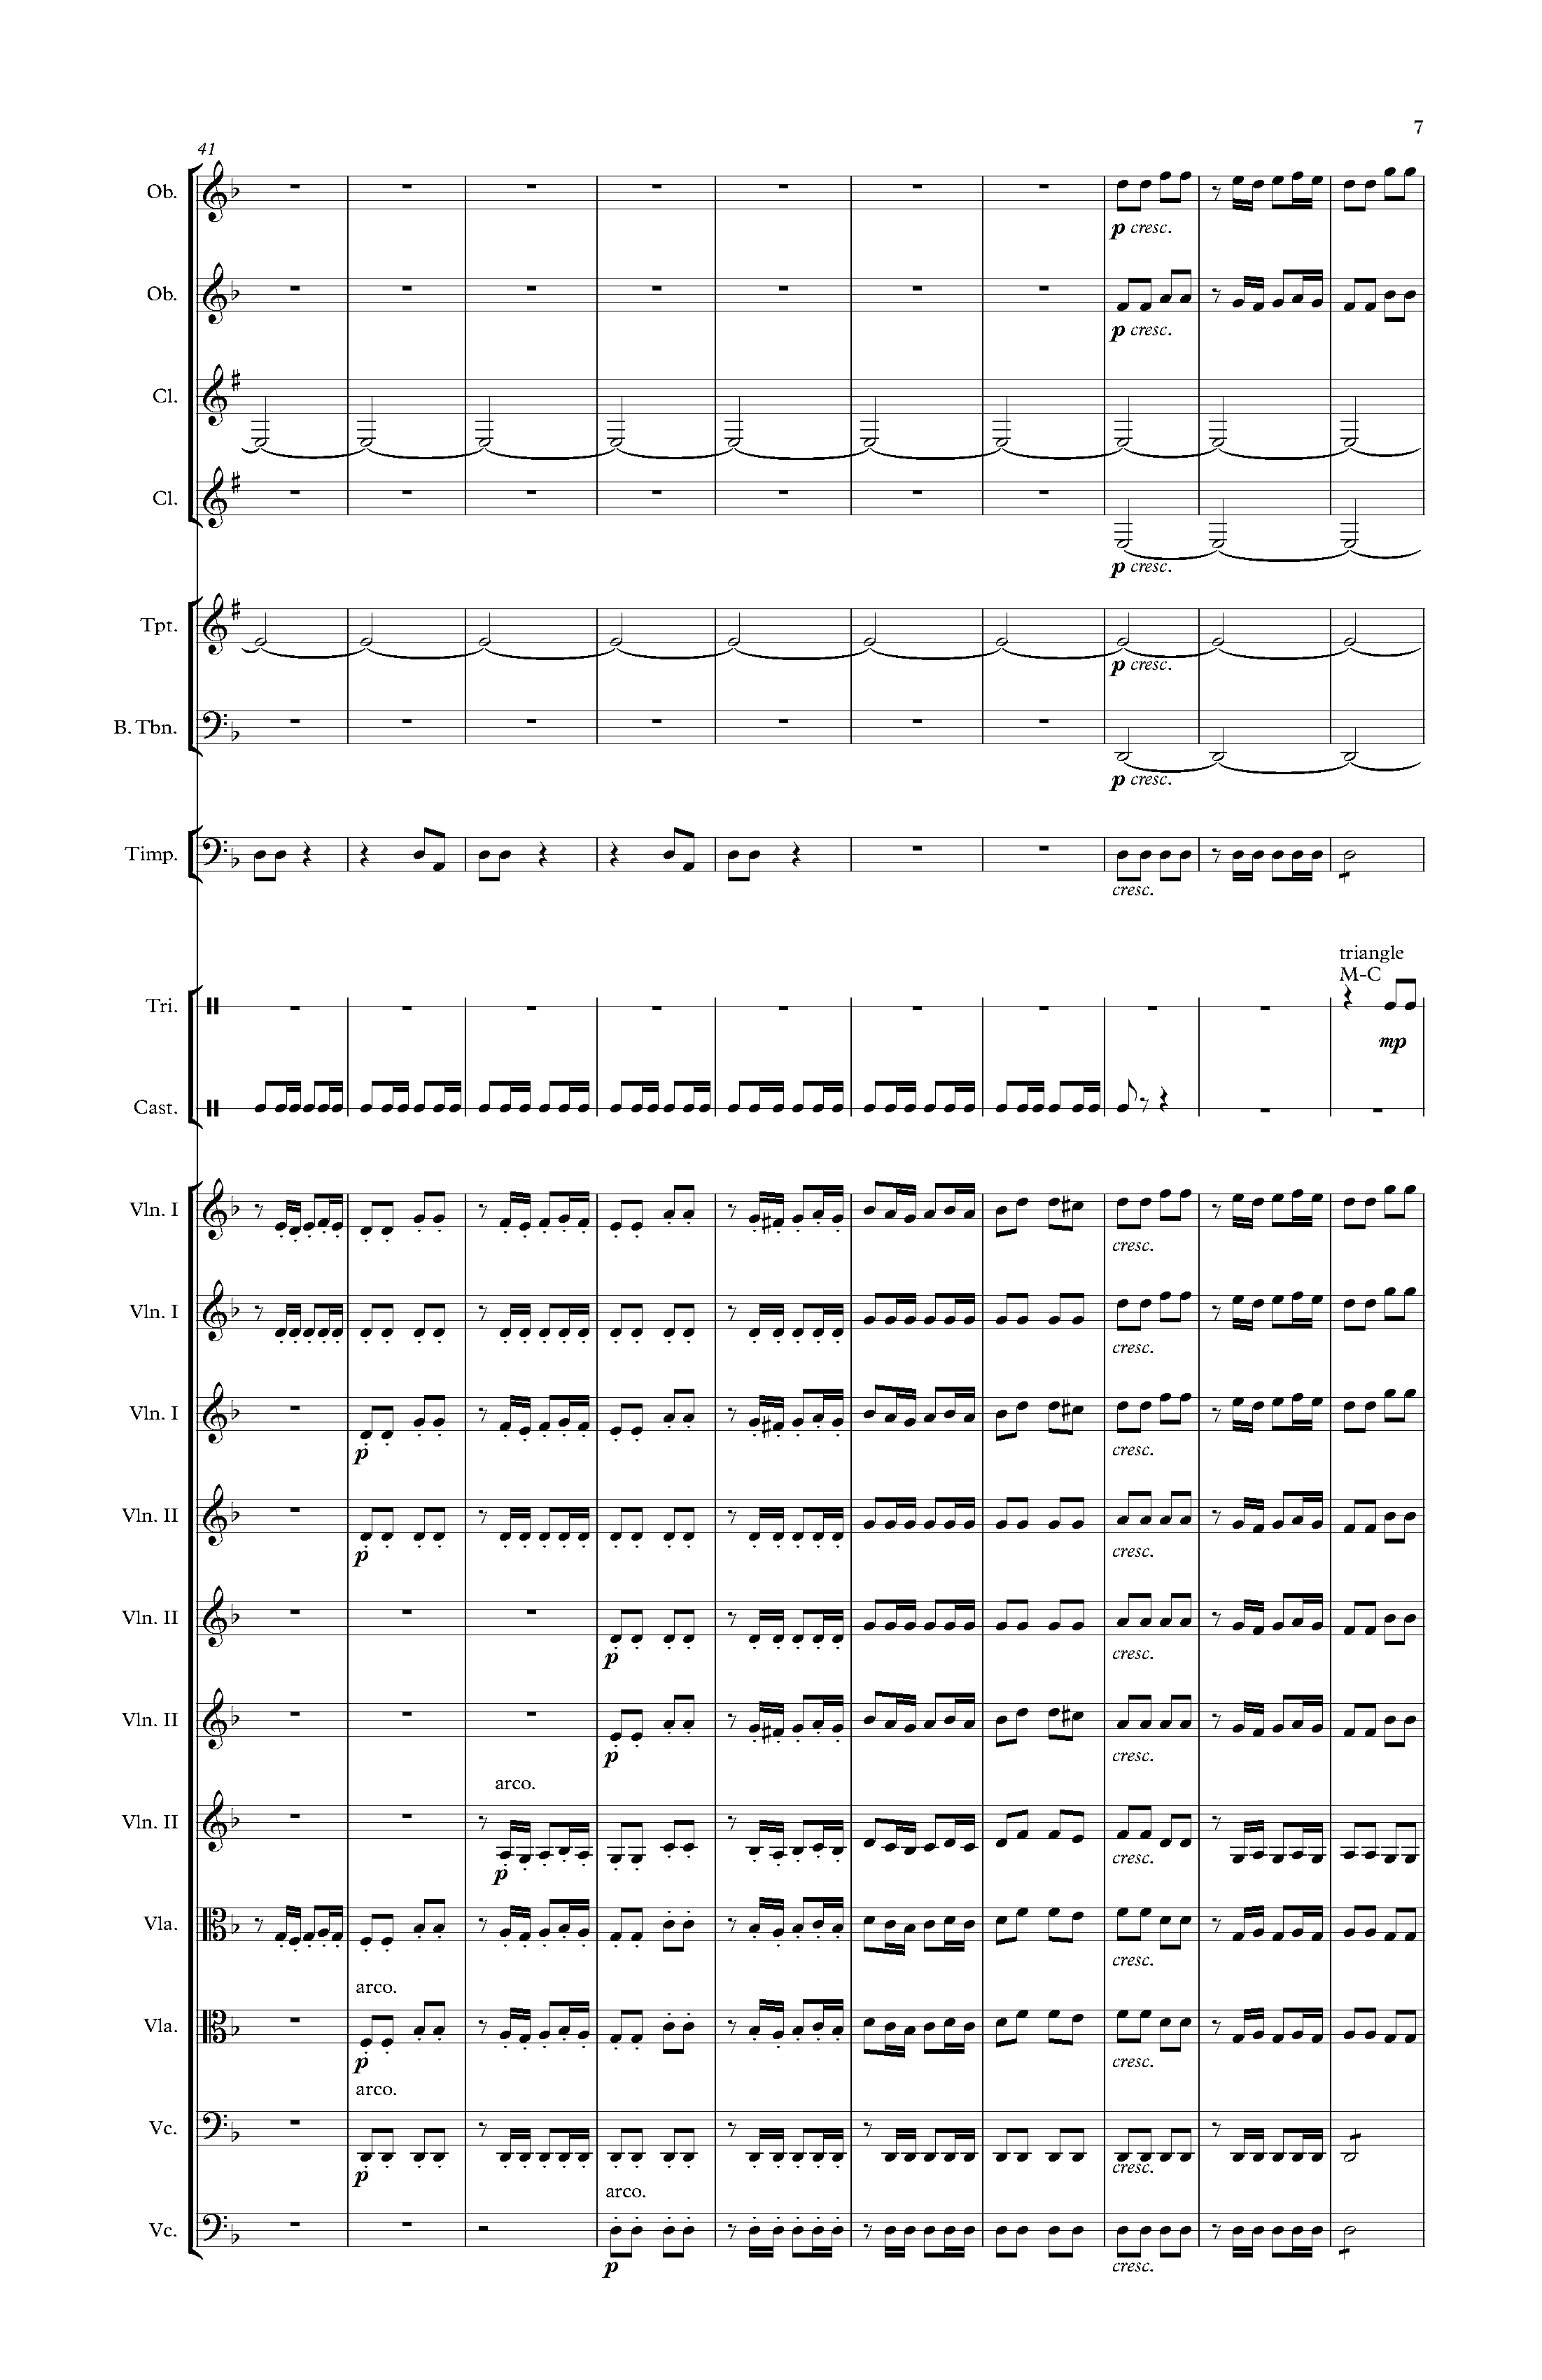 7
41
Ob.
p cresc.
Ob.
p cresc.
Cl.
Cl.
p cresc.
Tpt.
p cresc.
B. Tbn.
p cresc.
Timp.
cresc.
triangle
M-C
Tri.
mp
Cast.
Vln. I
cresc.
Vln. I
cresc.
Vln. I
p cresc.
Vln. II
p cresc.
Vln. II
p cresc.
Vln. II
p cresc.
arco.
Vln. II
p cresc.
Vla.
cresc.
arco.
Vla.
p cresc.
arco.
Vc.
p cresc.
arco.
Vc.
p cresc.